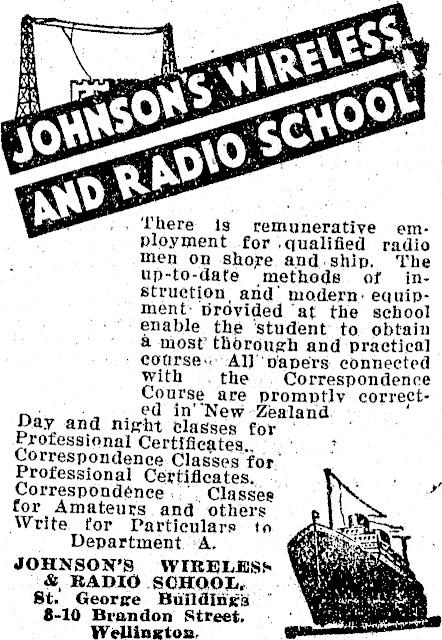 JOHNSON'S WIRELESS
AND RADIO SCHOOL
There is remunerative em-
ployment for qualified radio
men on shore and ship. The
up-to-date methods of in-
struction and modern equip-
ment provided at the school
enable the student to obtain
a most thorough and practical
course. All papers connected
with the Correspondence
Course are promptly correct-
ed in New Zealand
Day and night classes for
Professional Certificates.
Correspondence Classes for
Professional Certificates.
Correspondence Classes
for Amateurs and others
Write for Particulars to
Department A.
JOHNSON'S WIRELESS
& RADIO SCHOOL,
St. George Buildings
8-10 Brandon Street.
Wellington.